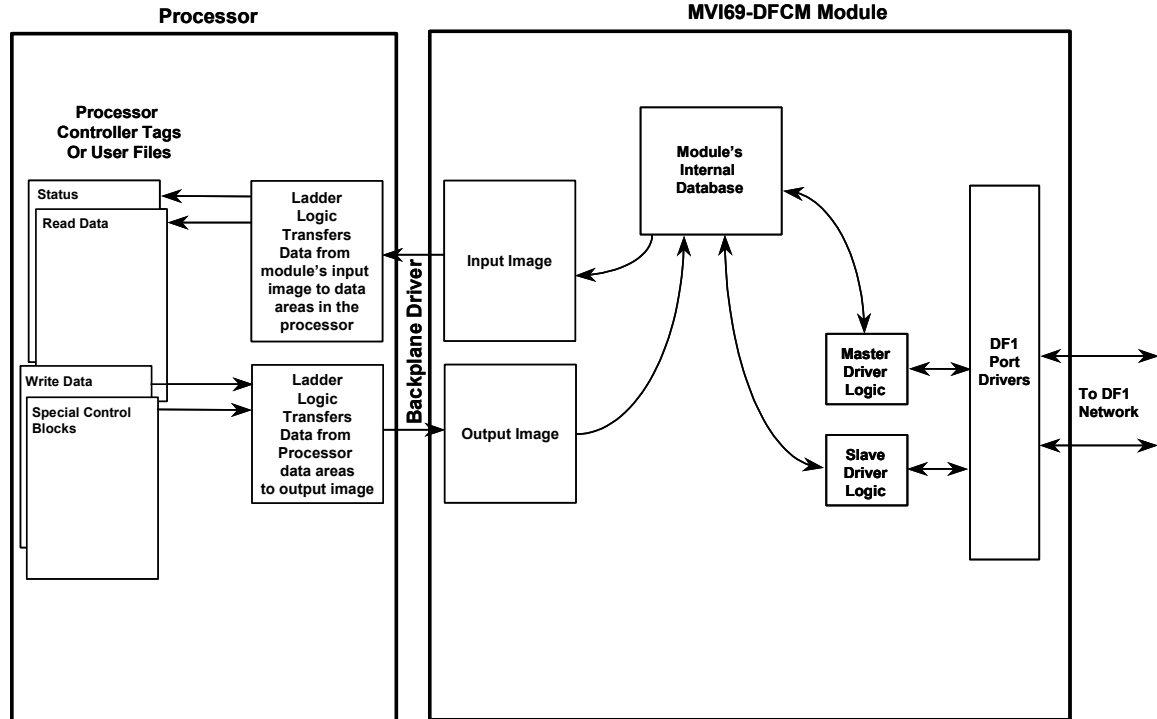 Processor
MVI69-DFCM Module
Processor
Controller Tags
Or User Files
Status
Read Data
Write Data
Special Control
Blocks
Ladder
Logic
Transfers
Data from
module's input
image to data
areas in the
processor
Ladder
Logic
Transfers
Data from
Processor
data areas
to output image
Backplane Driver
Input Image
Output Image
Module's
Internal
Database
Master
Driver
Logic
Slave
Driver
Logic
DF1
Port
Drivers
To DF1
Network